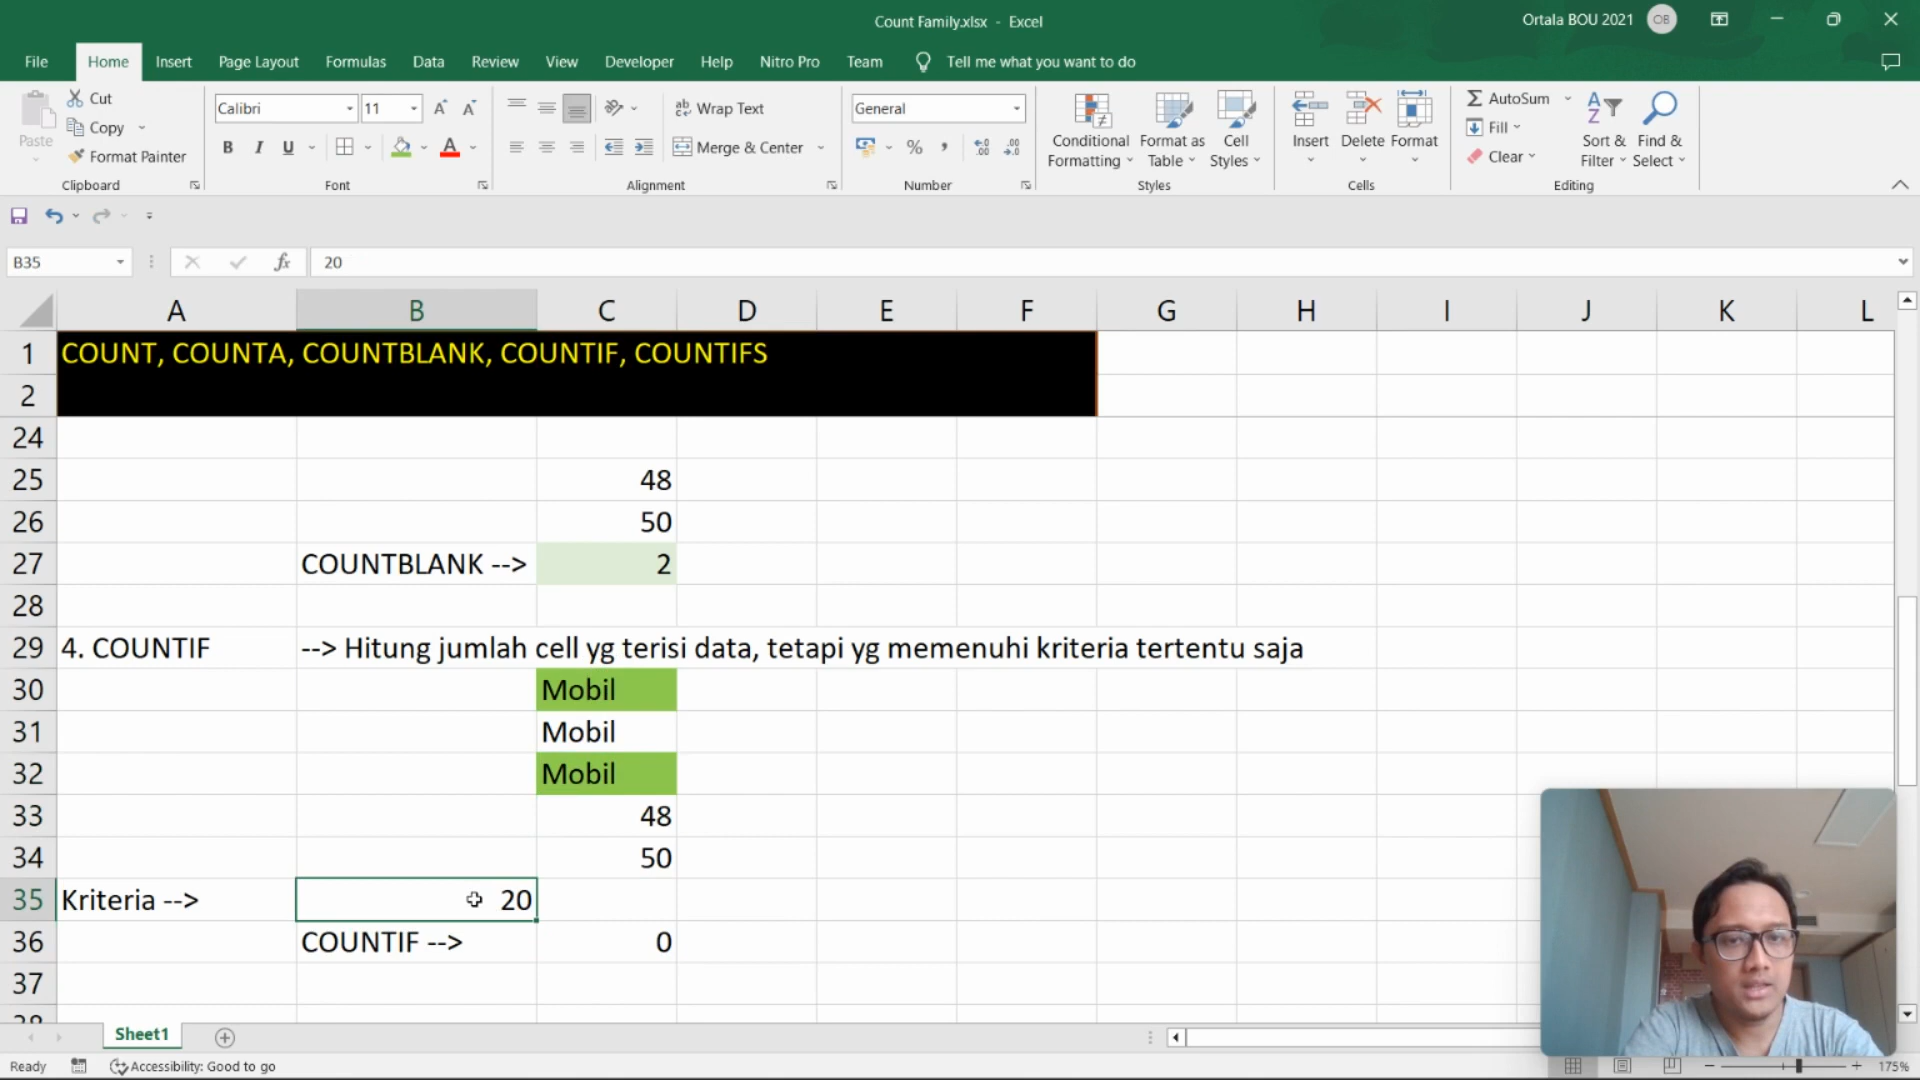 Count Family.xlsx - Excel
Ortala BOU 2021
OB
File
Home
Insert
Page Layout
Formulas
Data
Review
View
Developer
Help
Nitro Pro
Team
Tell me what you want to do
Paste
Cut
Copy
Format Painter
Clipboard
Calibri
11
B I U
Font
Wrap Text
Merge & Center
Alignment
General
Number
Conditional Formatting
Format as Table
Cell Styles
Styles
Insert
Delete
Format
Cells
AutoSum
Fill
Clear
Sort & Filter
Find & Select
Editing
B35
fx
20
A B C D E F G H I J K L
1 COUNT, COUNTA, COUNTBLANK, COUNTIF, COUNTIFS
2
24
25 48
26 50
27 COUNTBLANK --> 2
28
29 4. COUNTIF --> Hitung jumlah cell yg terisi data, tetapi yg memenuhi kriteria tertentu saja
30 Mobil
31 Mobil
32 Mobil
33 48
34 50
35 Kriteria --> 20
36 COUNTIF --> 0
37
38
Sheet1
Ready
Accessibility: Good to go
175%